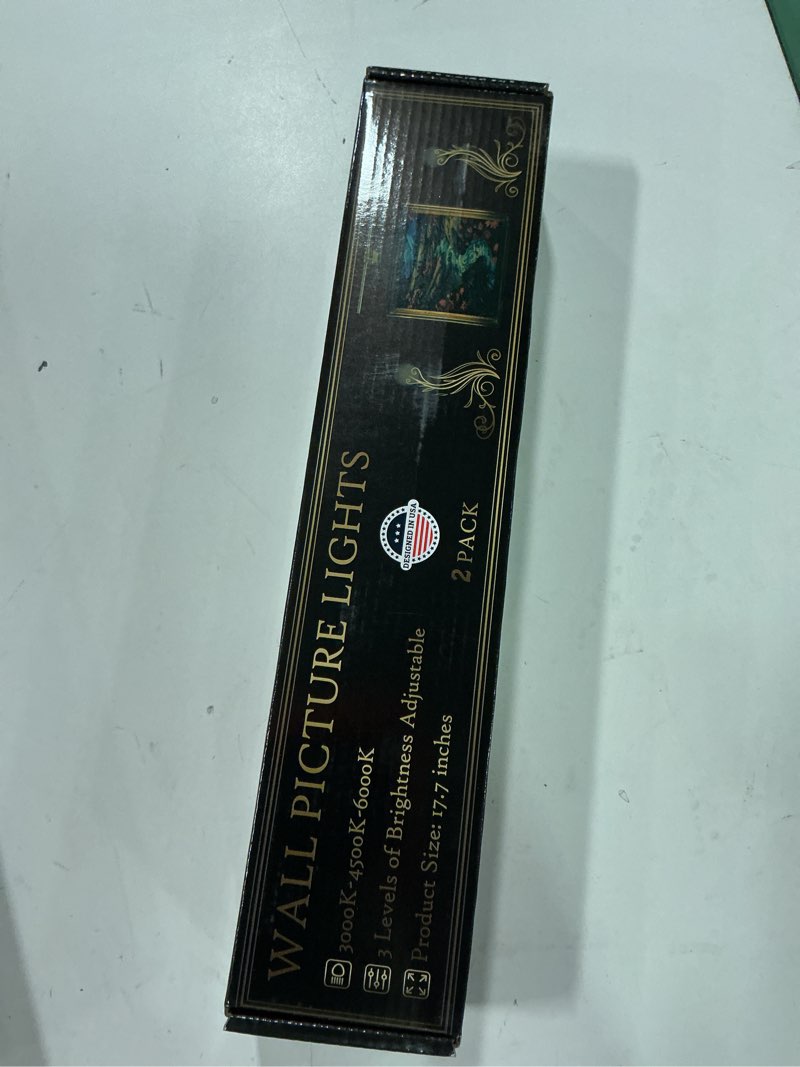 WALL PICTURE LIGHTS
3000K-4500K-6000K
3 Levels of Brightness Adjustable
Product Size: 17.7 inches
DESIGNED IN USA
2 PACK